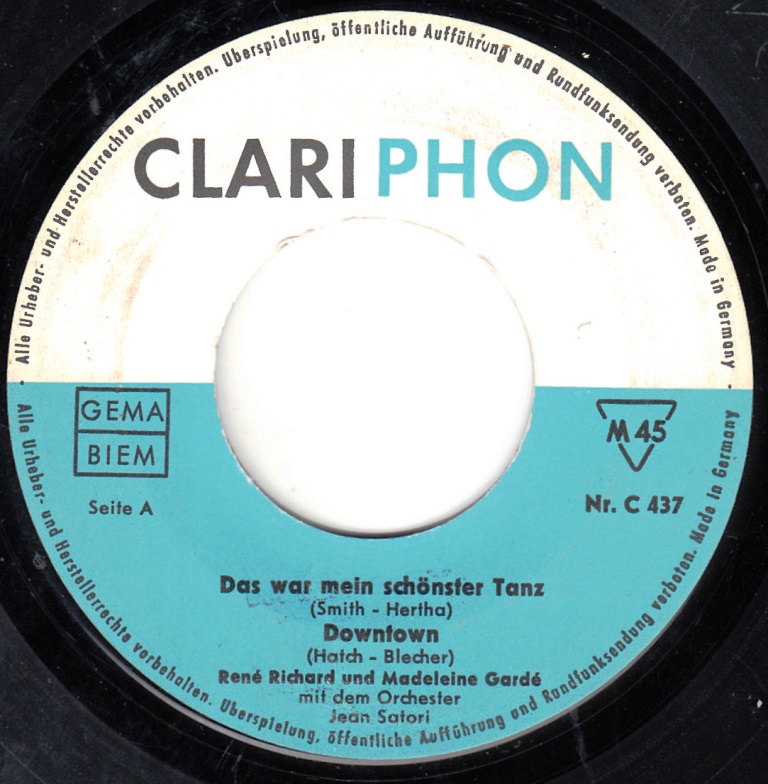 Alle Urheber- und Herstellerrechte vorbehalten. Überspielung, öffentliche Aufführung und Rundfunksendung verboten. Made in Germany
CLARIPHON
GEMA
BIEM
M 45
Seite A
Nr. C 437
Das war mein schönster Tanz
(Smith - Hertha)
Downtown
(Hatch - Blecher)
René Richard und Madeleine Gardé
mit dem Orchester
Jean Satori
Alle Urheber- und Herstellerrechte vorbehalten. Überspielung, öffentliche Aufführung und Rundfunksendung verboten. Made in Germany